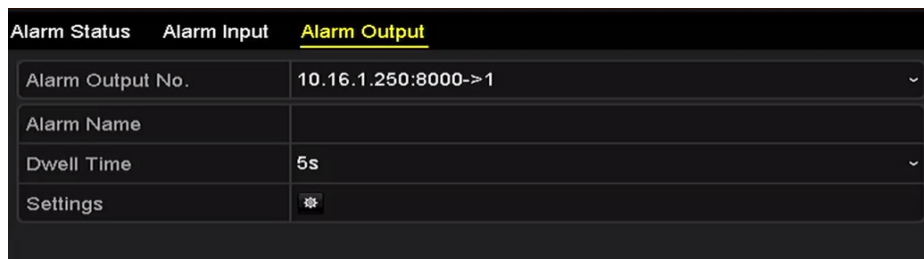 Alarm Status Alarm Input Alarm Output
Alarm Output No. 10.16.1.250:8000->1
Alarm Name
Dwell Time 5s
Settings